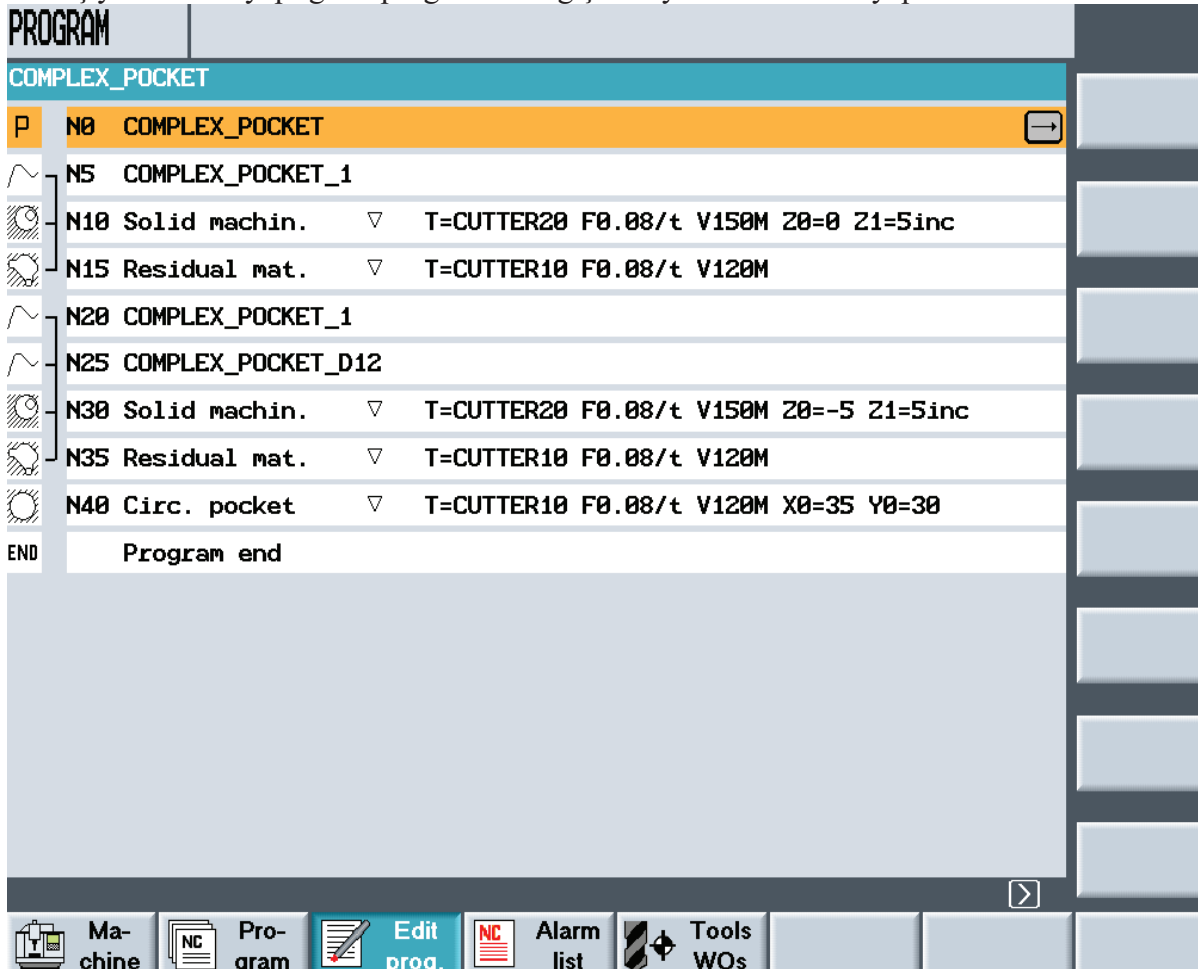 PROGRAM
COMPLEX_POCKET
P N0 COMPLEX_POCKET
N5 COMPLEX_POCKET_1
N10 Solid machin. ▽ T=CUTTER20 F0.08/t V150M Z0=0 Z1=5inc
N15 Residual mat. ▽ T=CUTTER10 F0.08/t V120M
N20 COMPLEX_POCKET_1
N25 COMPLEX_POCKET_D12
N30 Solid machin. ▽ T=CUTTER20 F0.08/t V150M Z0=-5 Z1=5inc
N35 Residual mat. ▽ T=CUTTER10 F0.08/t V120M
N40 Circ. pocket ▽ T=CUTTER10 F0.08/t V120M X0=35 Y0=30
END Program end
Ma-
chine
NC
Pro-
gram
Edit
prog.
NC
Alarm
list
Tools
WOs